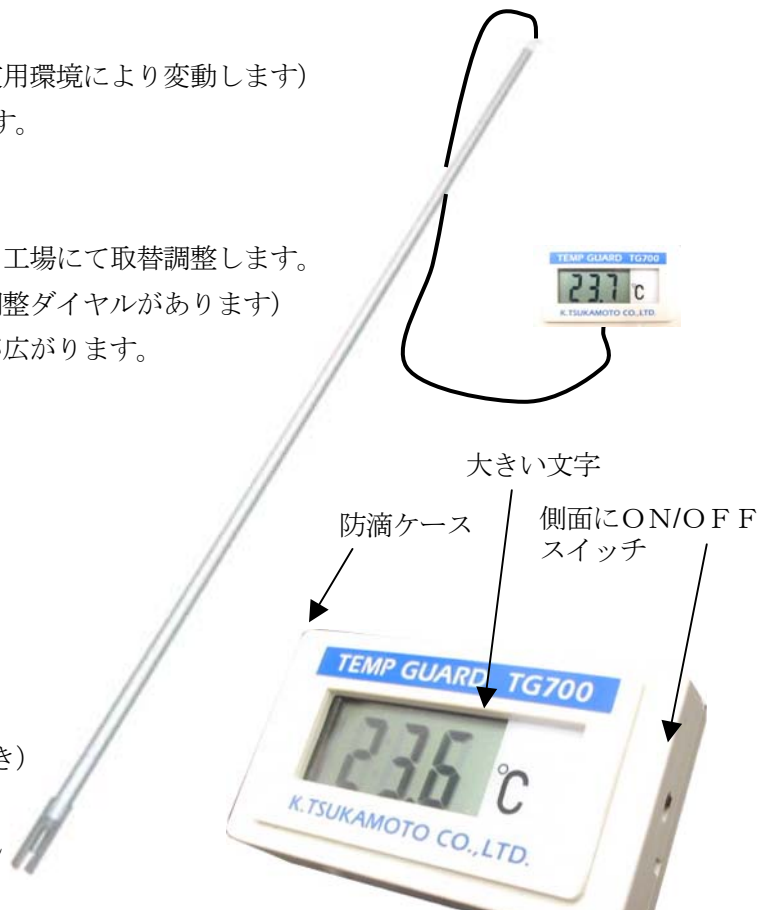 用環境により変動します)
す。
工場にて取替調整します。
調整ダイヤルがあります)
広がります。
TEMP GUARD TG700
23.7 ℃
K.TSUKAMOTO CO.,LTD.
大きい文字
防滴ケース
側面にＯＮ/ＯＦＦ
スイッチ
TEMP GUARD TG700
23.6 ℃
K.TSUKAMOTO CO.,LTD.
き)